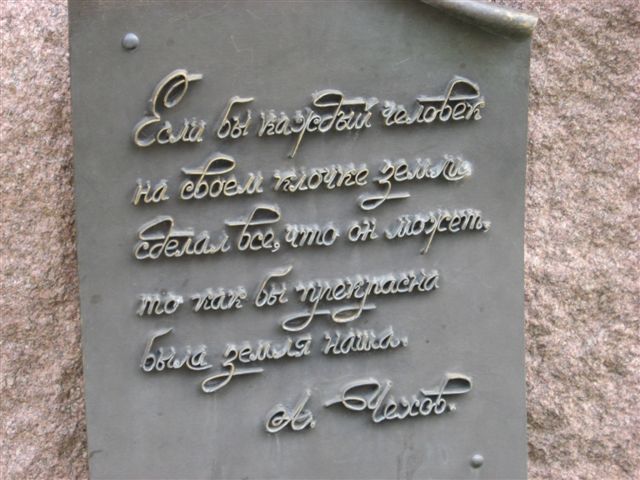 Если бы каждый человек
на своем клочке земли
сделал все, что он может,
то как бы прекрасна
была земля наша.
А. Чехов.